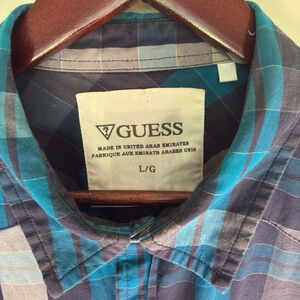 GUESS
MADE IN UNITED ARAB EMIRATES
FABRIQUE AUX EMIRATS ARABES UNIS
L/G